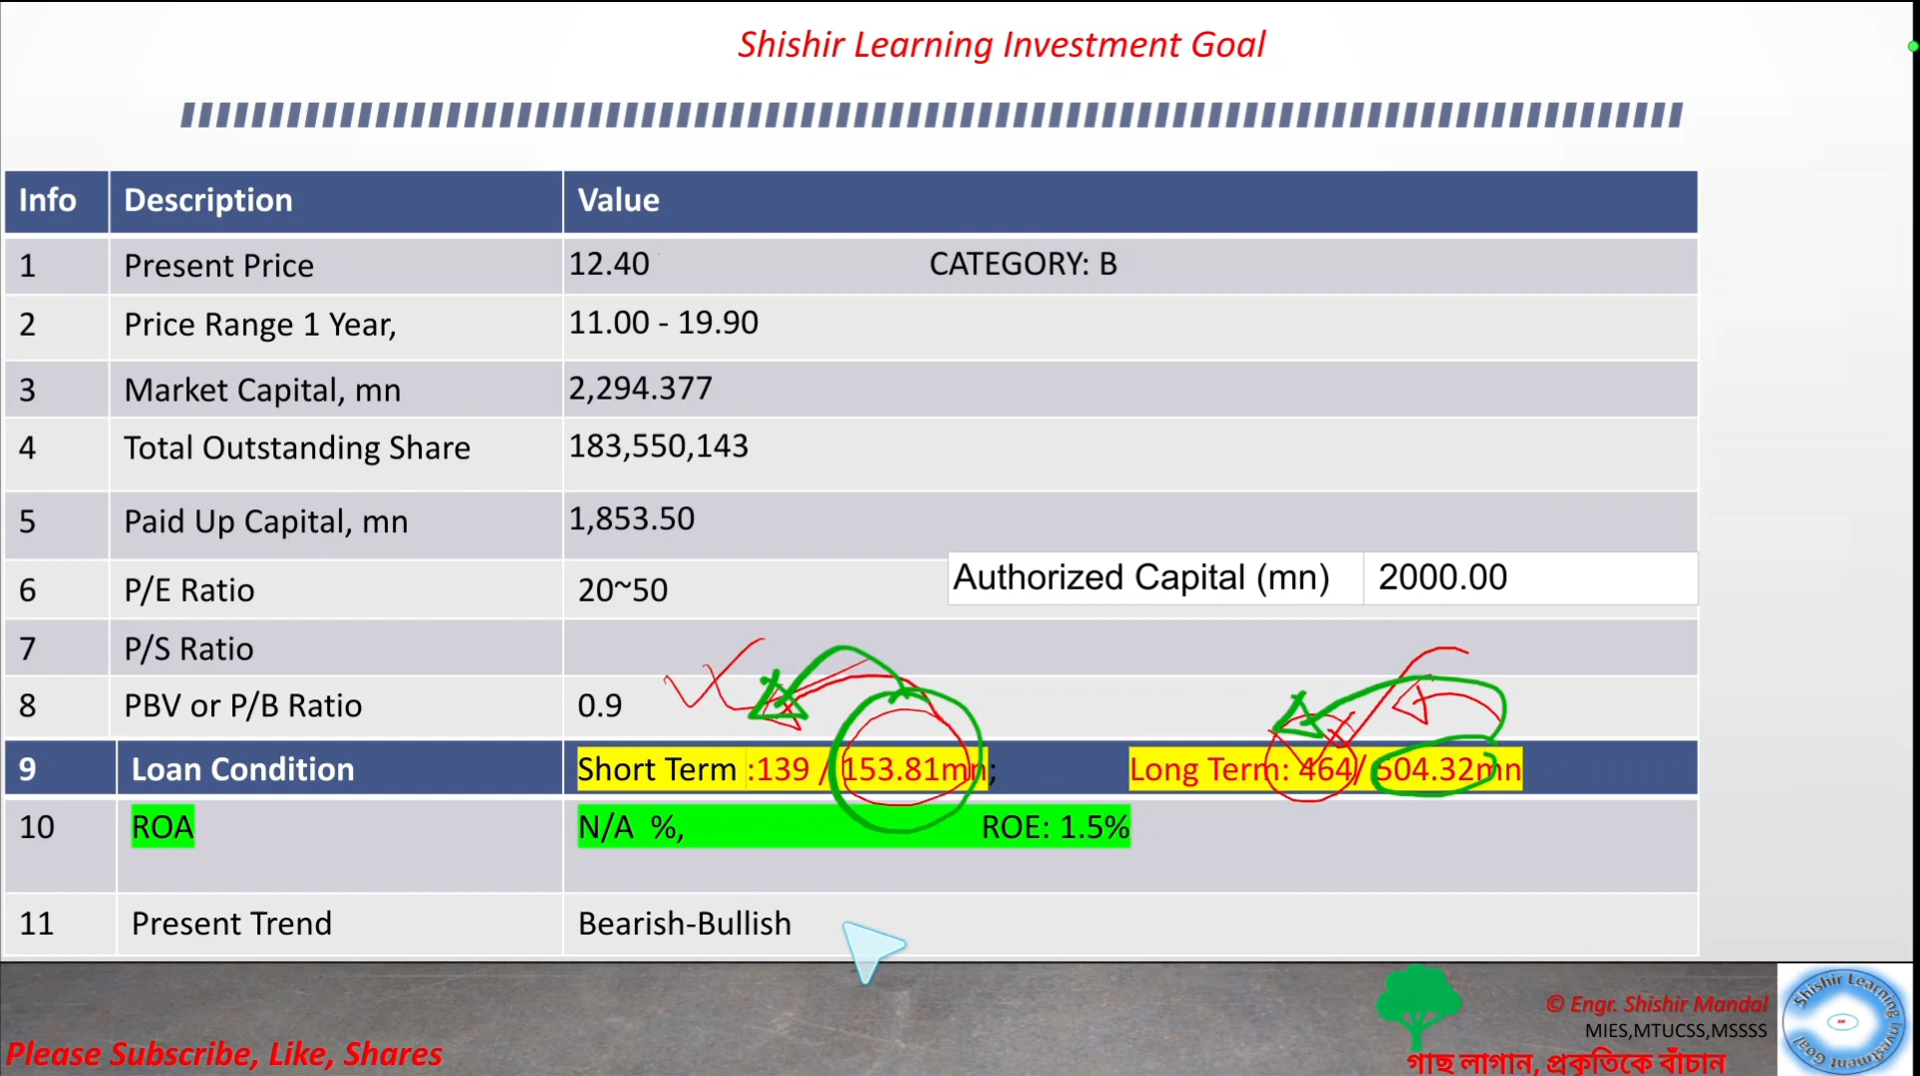 Shishir Learning Investment Goal
Info Description Value
1 Present Price 12.40 CATEGORY: B
2 Price Range 1 Year, 11.00 - 19.90
3 Market Capital, mn 2,294.377
4 Total Outstanding Share 183,550,143
5 Paid Up Capital, mn 1,853.50
Authorized Capital (mn) 2000.00
6 P/E Ratio 20~50
7 P/S Ratio
8 PBV or P/B Ratio 0.9
9 Loan Condition Short Term :139 / 153.81mn; Long Term: 464/ 504.32mn
10 ROA N/A %, ROE: 1.5%
11 Present Trend Bearish-Bullish
© Engr. Shishir Mandal
MIES,MTUCSS,MSSSS
Please Subscribe, Like, Shares
গাছ লাগান, প্রকৃতিকে বাঁচান
Shishir Learning Investment Goal